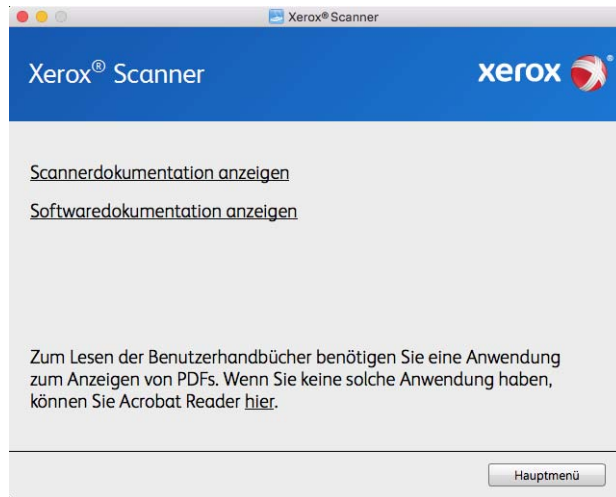 Xerox® Scanner
Xerox® Scanner
xerox ®
Scannerdokumentation anzeigen
Softwaredokumentation anzeigen
Zum Lesen der Benutzerhandbücher benötigen Sie eine Anwendung
zum Anzeigen von PDFs. Wenn Sie keine solche Anwendung haben,
können Sie Acrobat Reader hier.
Hauptmenü